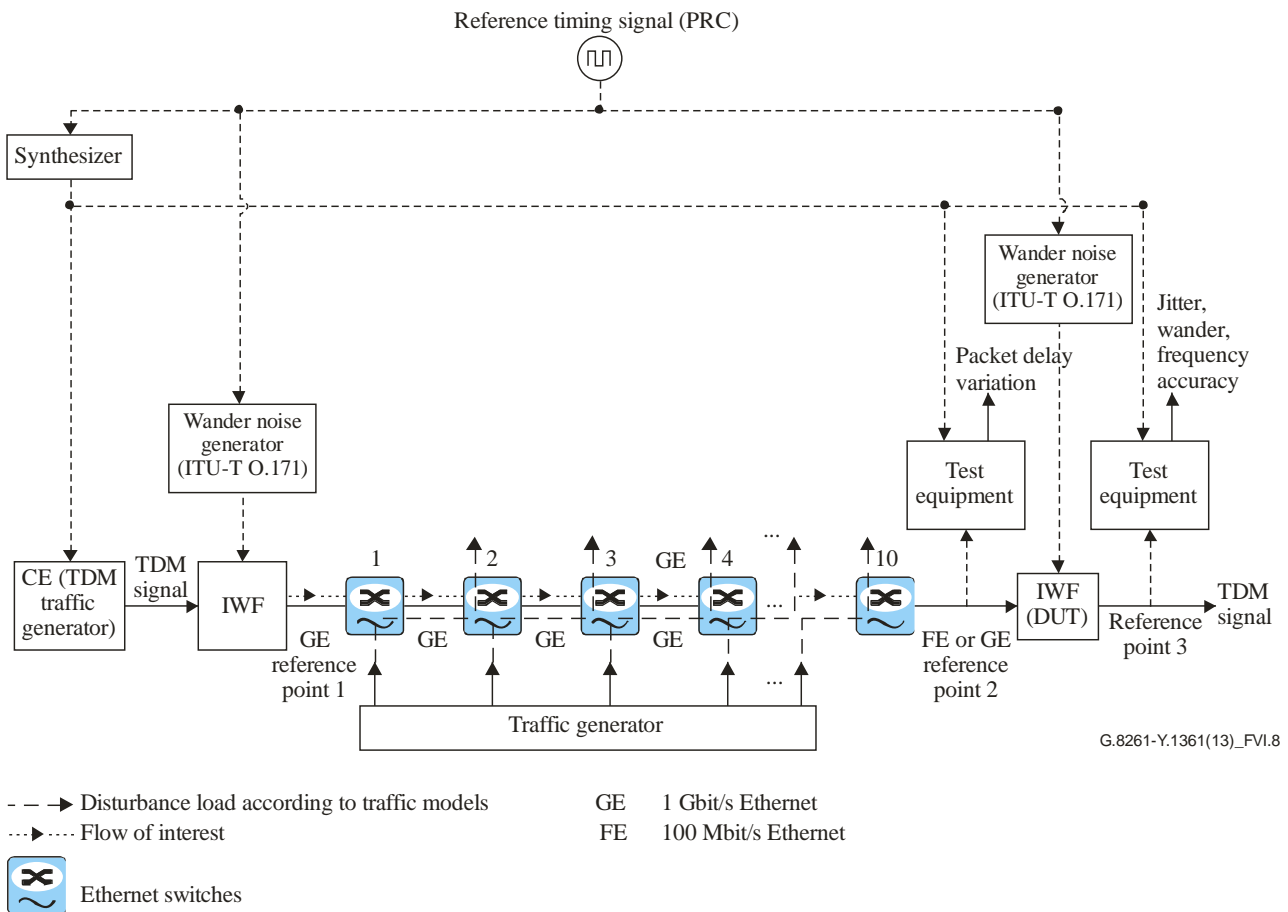 Reference timing signal (PRC)
Synthesizer
Wander noise
generator
(ITU-T O.171)
Jitter,
wander,
frequency
accuracy
Packet delay
variation
Wander noise
generator
(ITU-T O.171)
Test
equipment
Test
equipment
CE (TDM
traffic
generator)
TDM
signal
IWF
1
2
3
GE
4
...
10
...
IWF
(DUT)
TDM
signal
GE
reference
point 1
GE
GE
GE
FE or GE
reference
point 2
Reference
point 3
...
Traffic generator
G.8261-Y.1361(13)_FVI.8
Disturbance load according to traffic models
GE 1 Gbit/s Ethernet
Flow of interest
FE 100 Mbit/s Ethernet
Ethernet switches